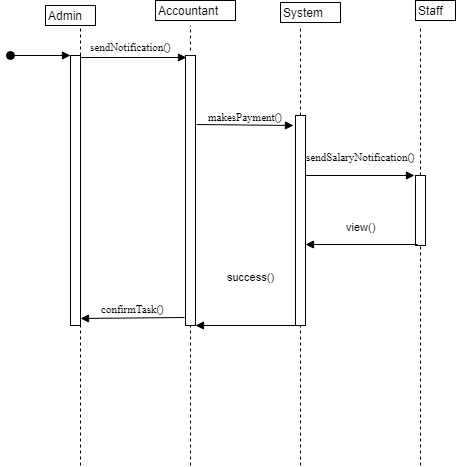 Admin
Accountant
System
Staff
sendNotification()
makesPayment()
sendSalaryNotification()
view()
success()
confirmTask()